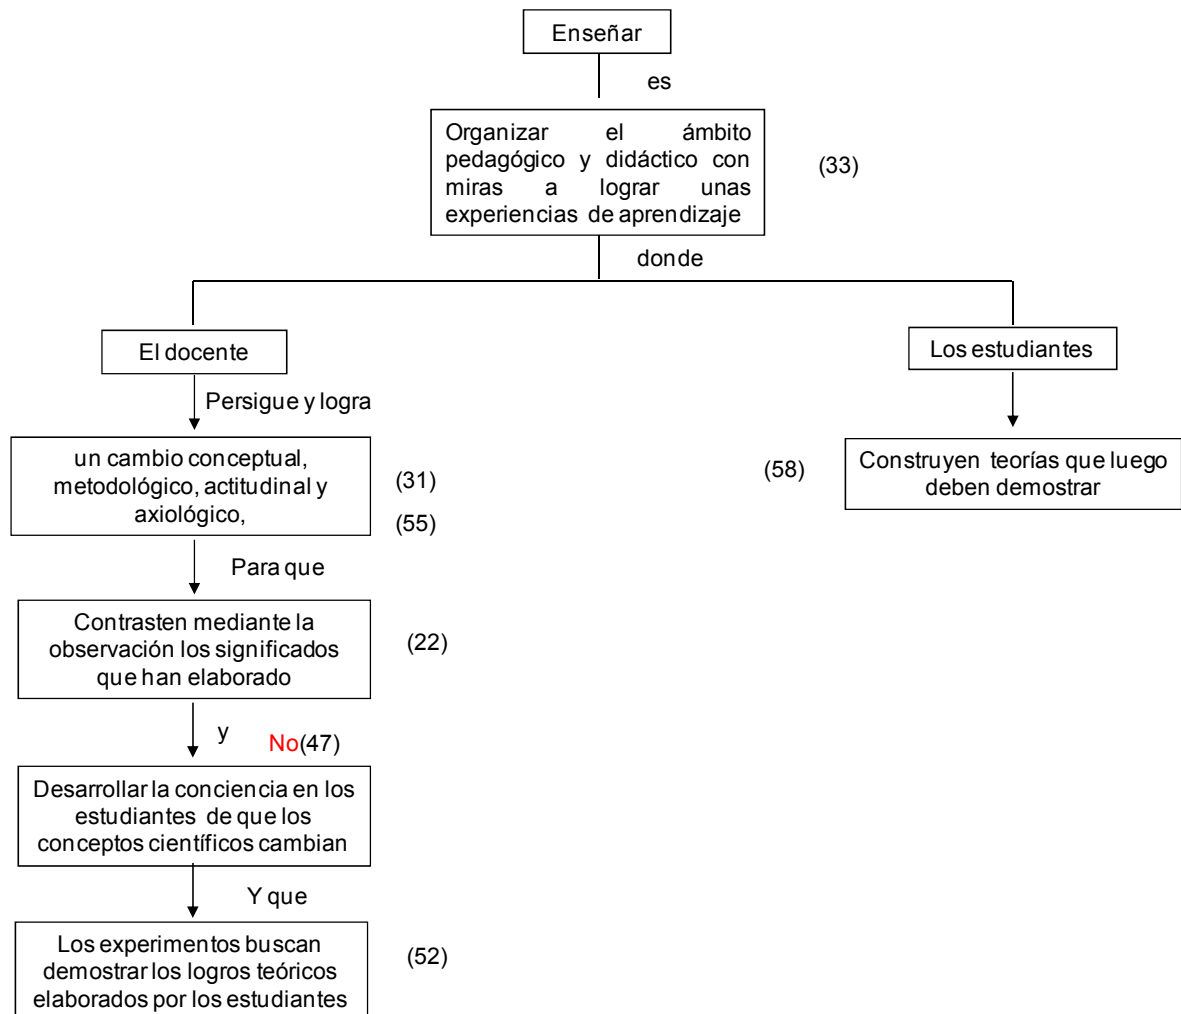 Enseñar
es
Organizar el ámbito
pedagógico y didáctico con
miras a lograr unas
experiencias de aprendizaje
(33)
donde
El docente
Los estudiantes
Persigue y logra
un cambio conceptual,
metodológico, actitudinal y
axiológico,
(31)
(55)
(58)
Construyen teorías que luego
deben demostrar
Para que
Contrasten mediante la
observación los significados
que han elaborado
(22)
y
No(47)
Desarrollar la conciencia en los
estudiantes de que los
conceptos científicos cambian
Y que
Los experimentos buscan
demostrar los logros teóricos
elaborados por los estudiantes
(52)